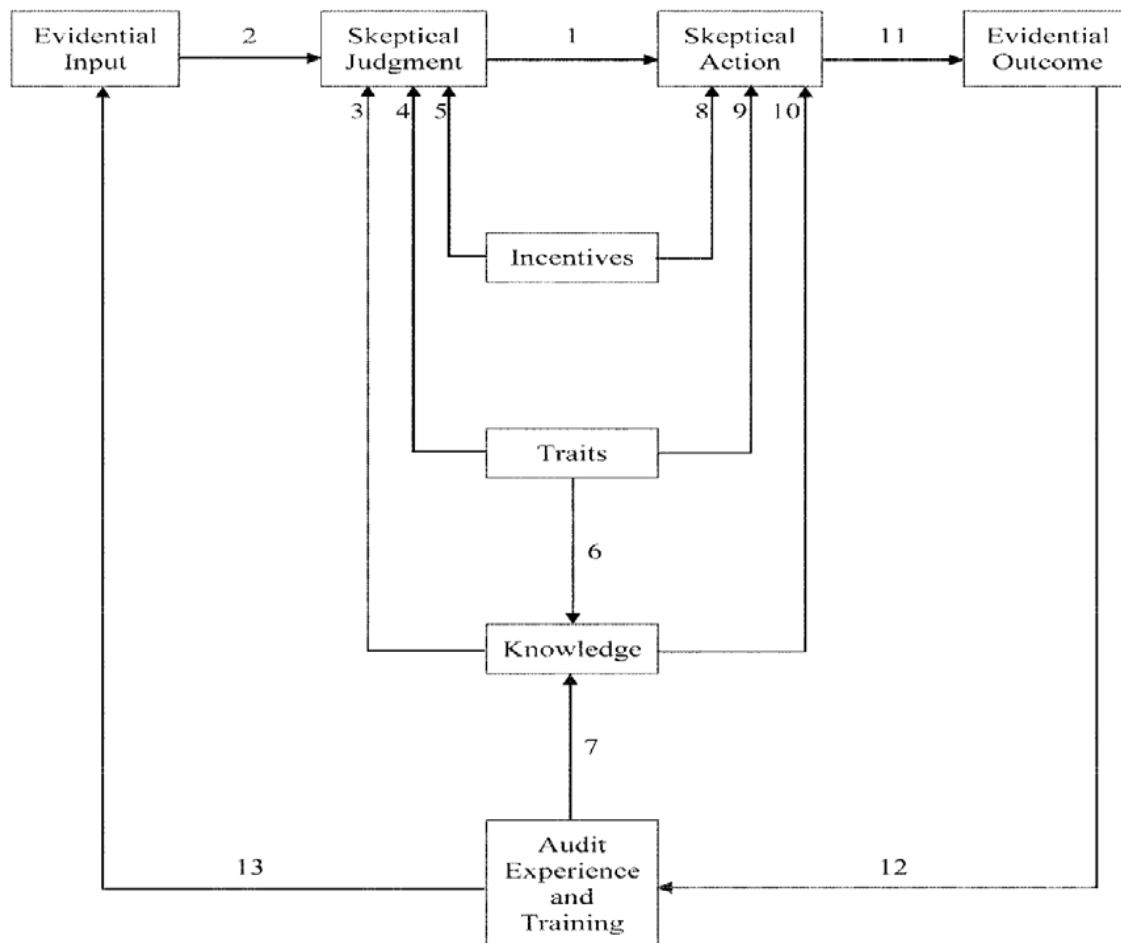 Evidential
Input
2
Skeptical
Judgment
1
Skeptical
Action
11
Evidential
Outcome
3
4
5
8
9
10
Incentives
Traits
6
Knowledge
7
13
Audit
Experience
and
Training
12